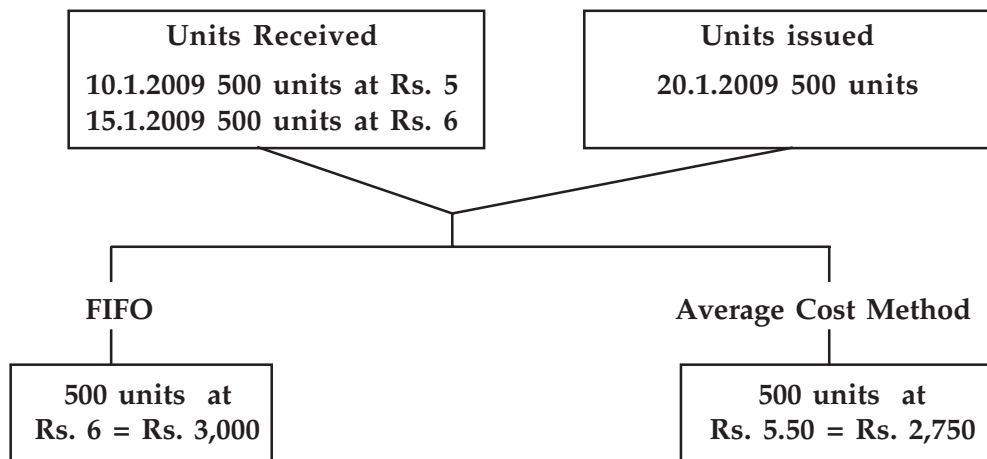 Units Received
10.1.2009 500 units at Rs. 5
15.1.2009 500 units at Rs. 6
Units issued
20.1.2009 500 units
FIFO
Average Cost Method
500 units at
Rs. 6 = Rs. 3,000
500 units at
Rs. 5.50 = Rs. 2,750